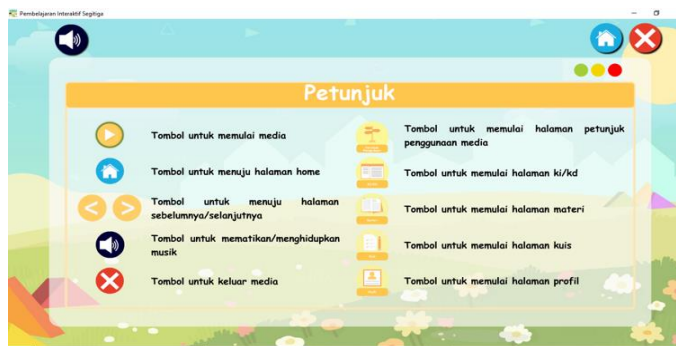 Pembelajaran Interaktif Segitiga
Petunjuk
Tombol untuk memulai media
Tombol untuk menuju halaman home
Tombol untuk menuju halaman
sebelumnya/selanjutnya
Tombol untuk mematikan/menghidupkan
musik
Tombol untuk keluar media
Tombol untuk memulai halaman petunjuk
penggunaan media
Tombol untuk memulai halaman ki/kd
Tombol untuk memulai halaman materi
Tombol untuk memulai halaman kuis
Tombol untuk memulai halaman profil